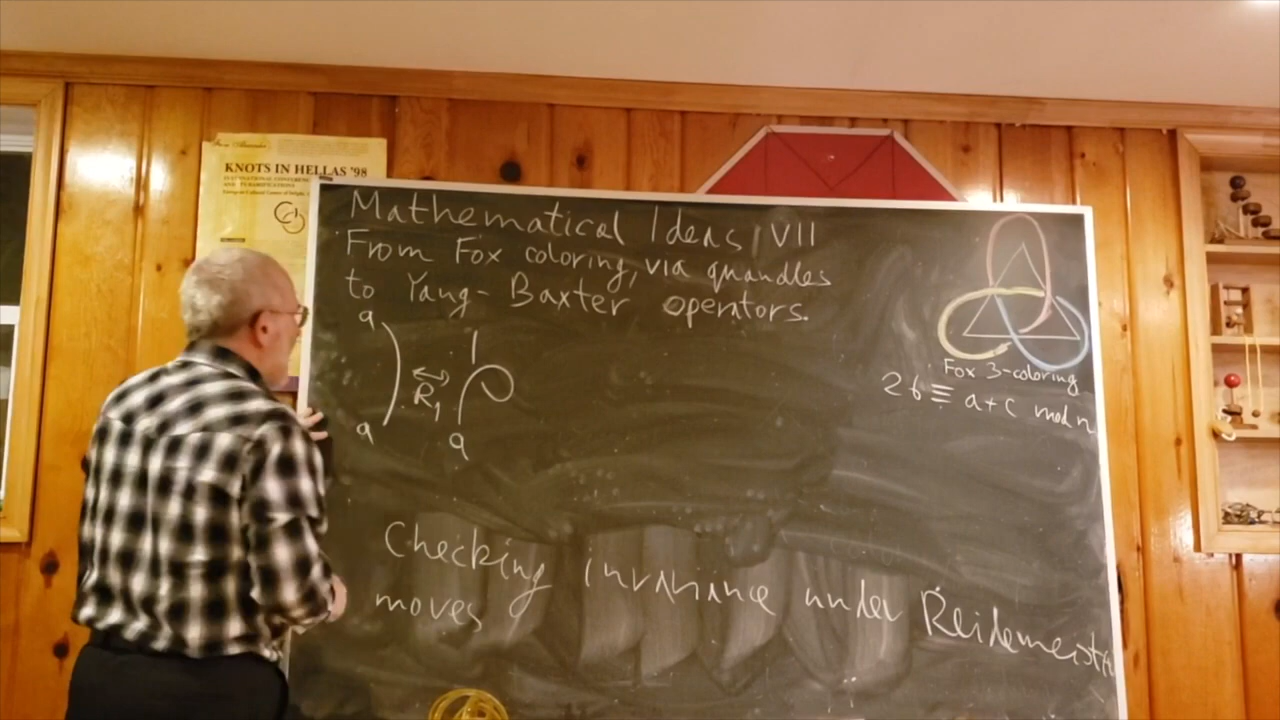 KNOTS IN HELLAS '98
Mathematical Ideas VII
From Fox coloring, via quandles
to Yang-Baxter operators.
a
R1
a
a
Fox 3-coloring
2b ≡ a+c mod n
Checking invariance under Reidemeister
moves